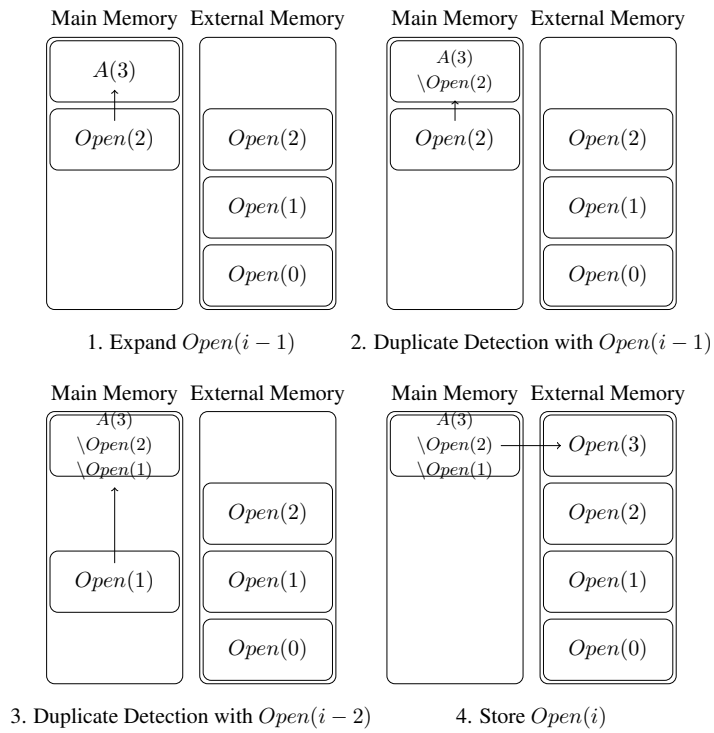 Main Memory External Memory
A(3)
Open(2)
Open(2)
Open(1)
Open(0)
1. Expand Open(i − 1)
Main Memory External Memory
A(3)
\Open(2)
Open(2)
Open(2)
Open(1)
Open(0)
2. Duplicate Detection with Open(i − 1)
Main Memory External Memory
A(3)
\Open(2)
\Open(1)
Open(1)
Open(2)
Open(1)
Open(0)
3. Duplicate Detection with Open(i − 2)
Main Memory External Memory
A(3)
\Open(2)
\Open(1)
Open(3)
Open(2)
Open(1)
Open(0)
4. Store Open(i)